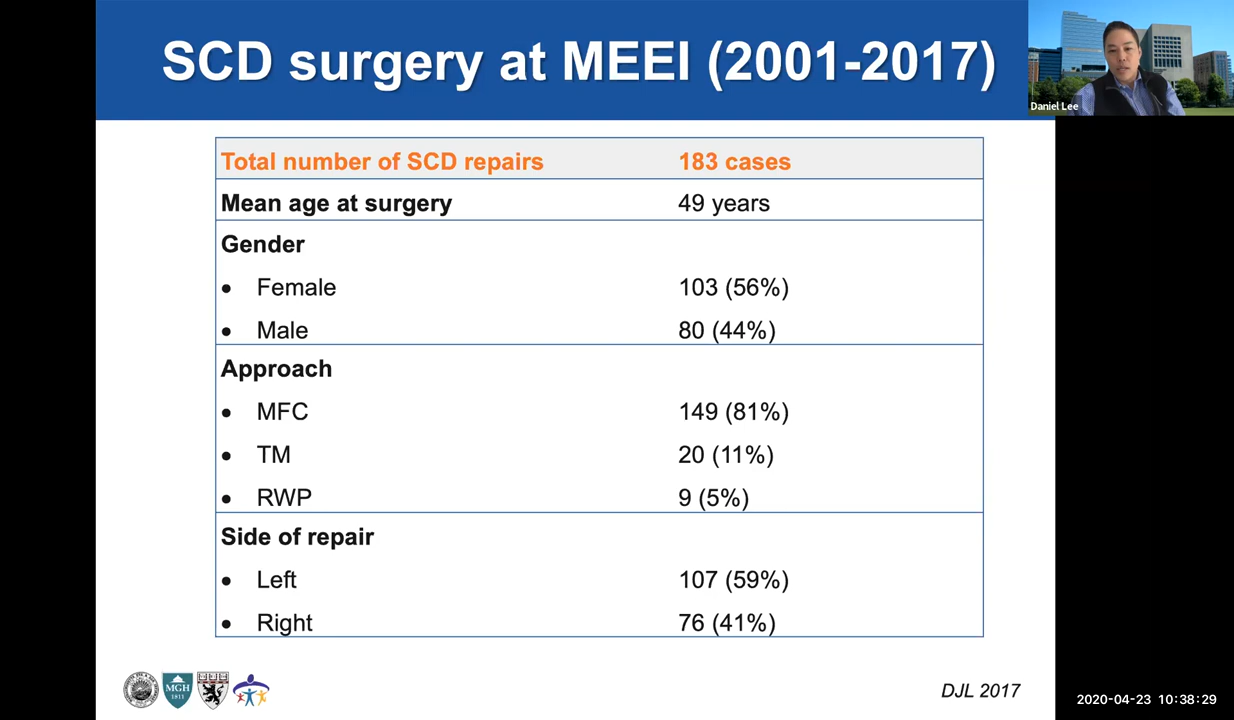 SCD surgery at MEEI (2001-2017)
Daniel Lee
Total number of SCD repairs 183 cases
Mean age at surgery 49 years
Gender
• Female 103 (56%)
• Male 80 (44%)
Approach
• MFC 149 (81%)
• TM 20 (11%)
• RWP 9 (5%)
Side of repair
• Left 107 (59%)
• Right 76 (41%)
MGH
1811
DJL 2017
2020-04-23 10:38:29